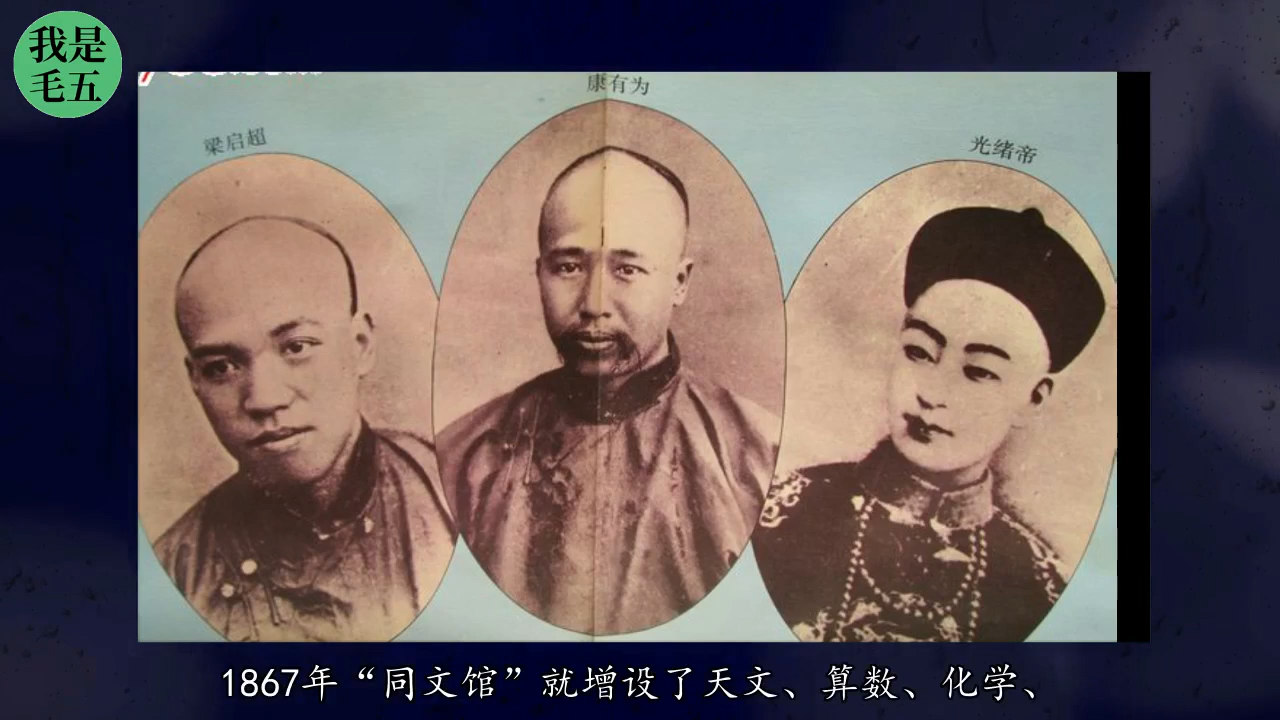 我是
毛五
康有为
梁启超
光绪帝
1867年“同文馆”就增设了天文、算数、化学、